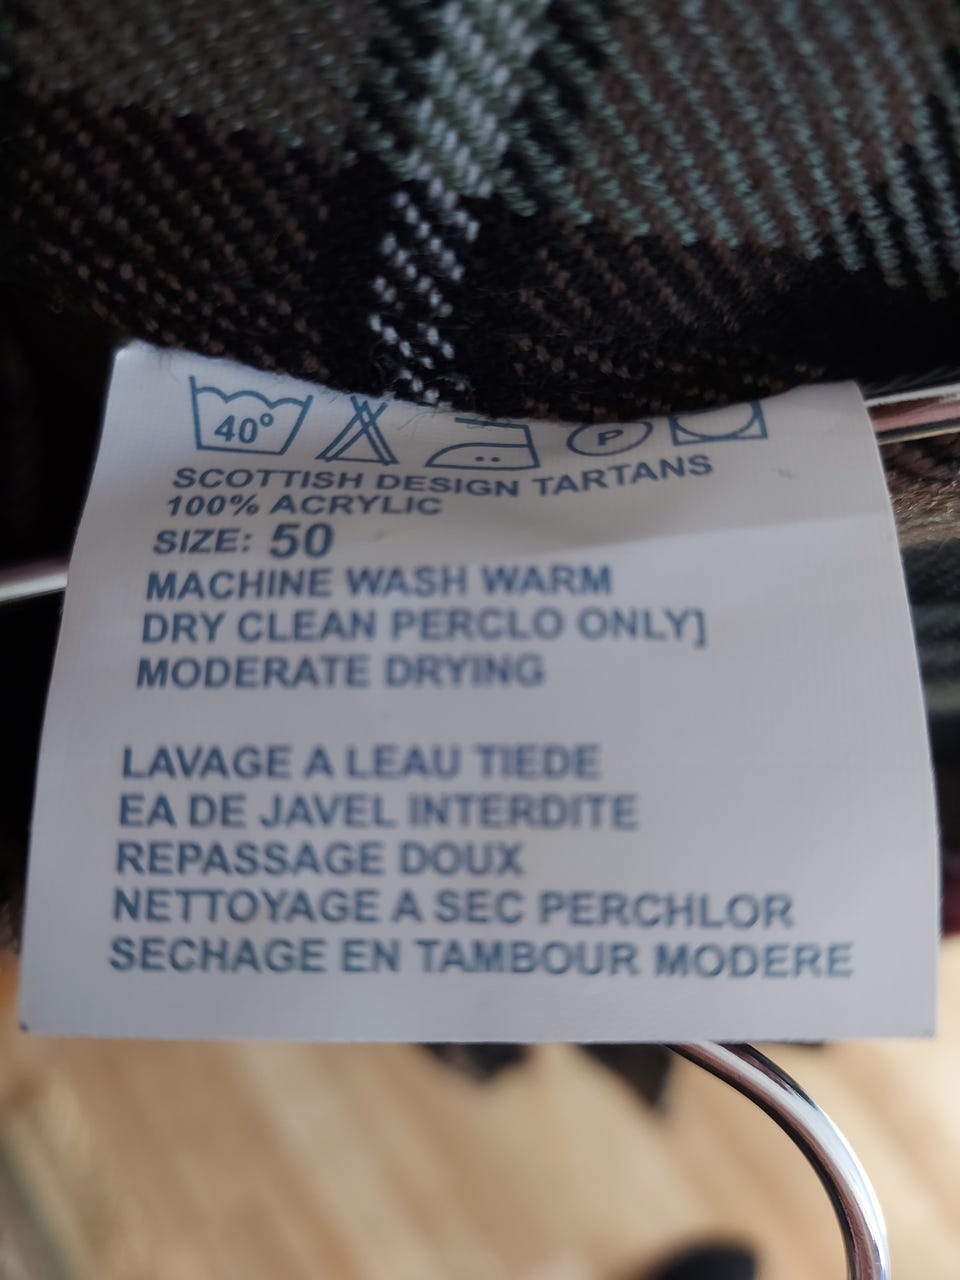 40°
P
SCOTTISH DESIGN TARTANS
100% ACRYLIC
SIZE: 50
MACHINE WASH WARM
DRY CLEAN PERCLO ONLY]
MODERATE DRYING
LAVAGE A LEAU TIEDE
EA DE JAVEL INTERDITE
REPASSAGE DOUX
NETTOYAGE A SEC PERCHLOR
SECHAGE EN TAMBOUR MODERE